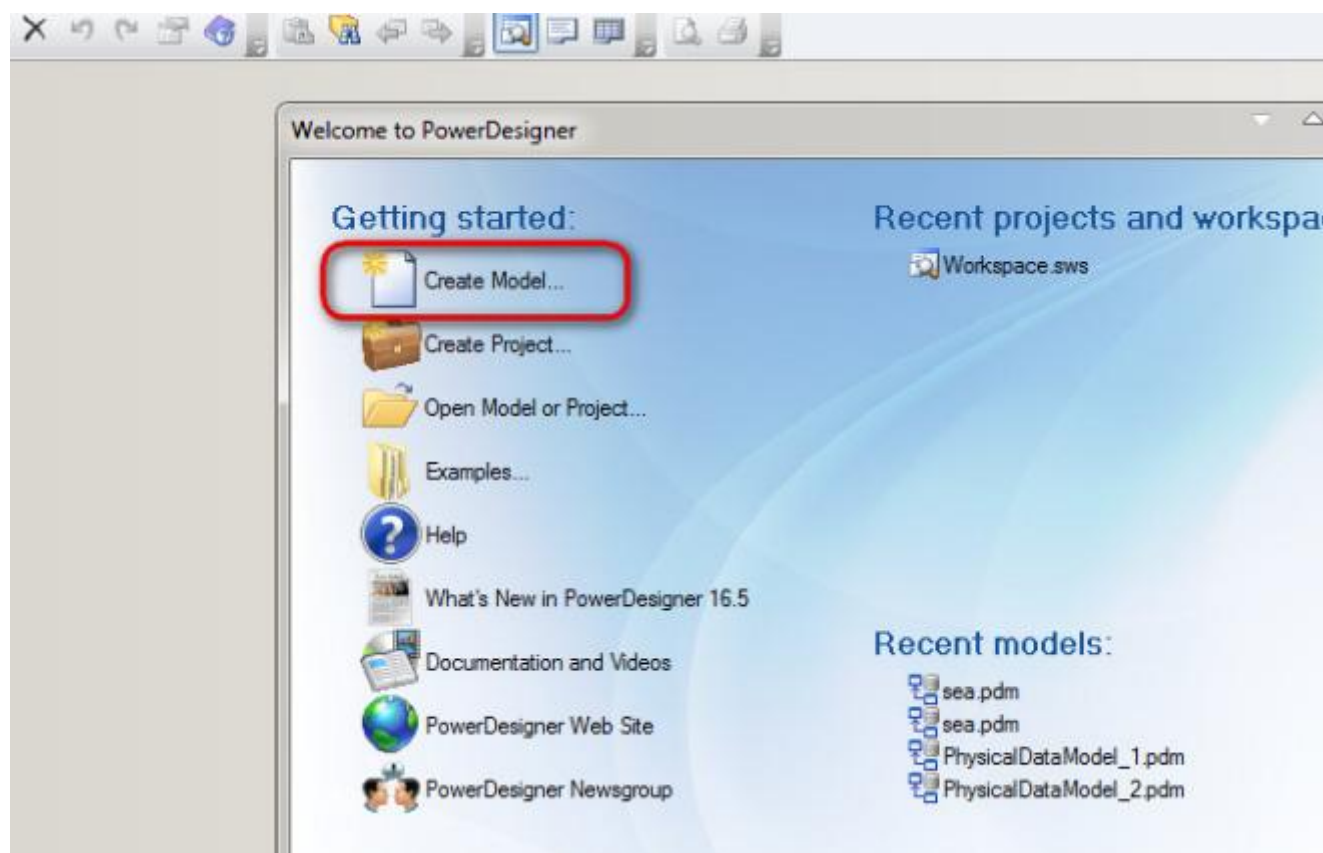 Welcome to PowerDesigner
Getting started:
Create Model...
Create Project...
Open Model or Project...
Examples...
Help
What's New in PowerDesigner 16.5
Documentation and Videos
PowerDesigner Web Site
PowerDesigner Newsgroup
Recent projects and workspa
Workspace.sws
Recent models:
sea.pdm
sea.pdm
PhysicalDataModel_1.pdm
PhysicalDataModel_2.pdm